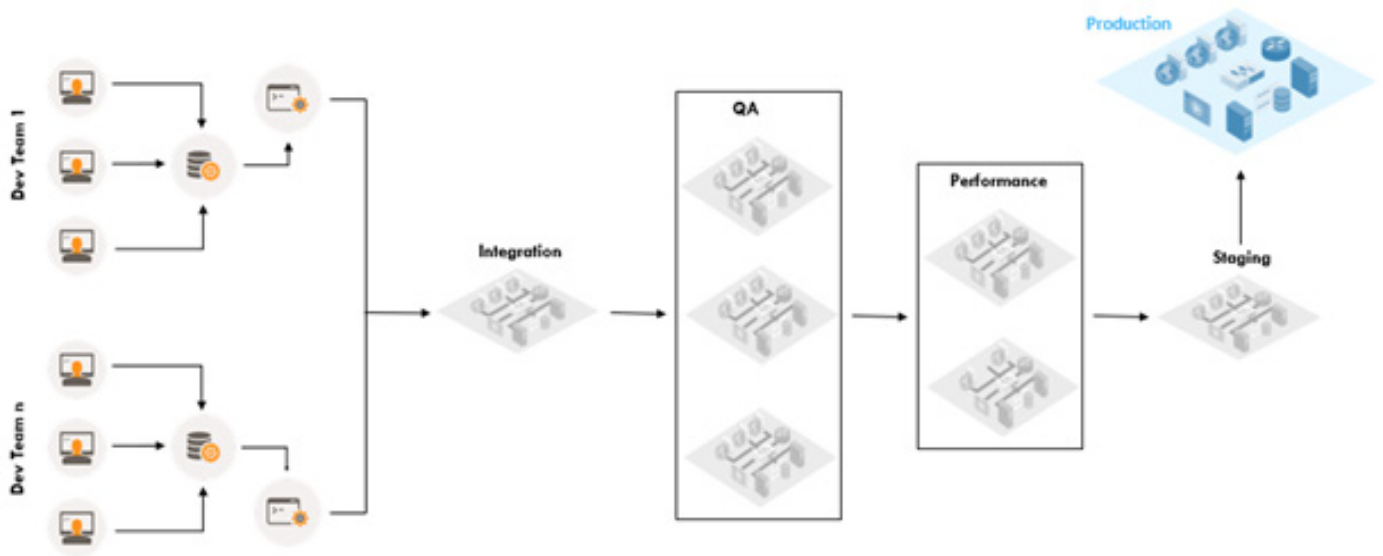 Production
Dev Team 1
QA
Performance
Integration
Staging
Dev Team n